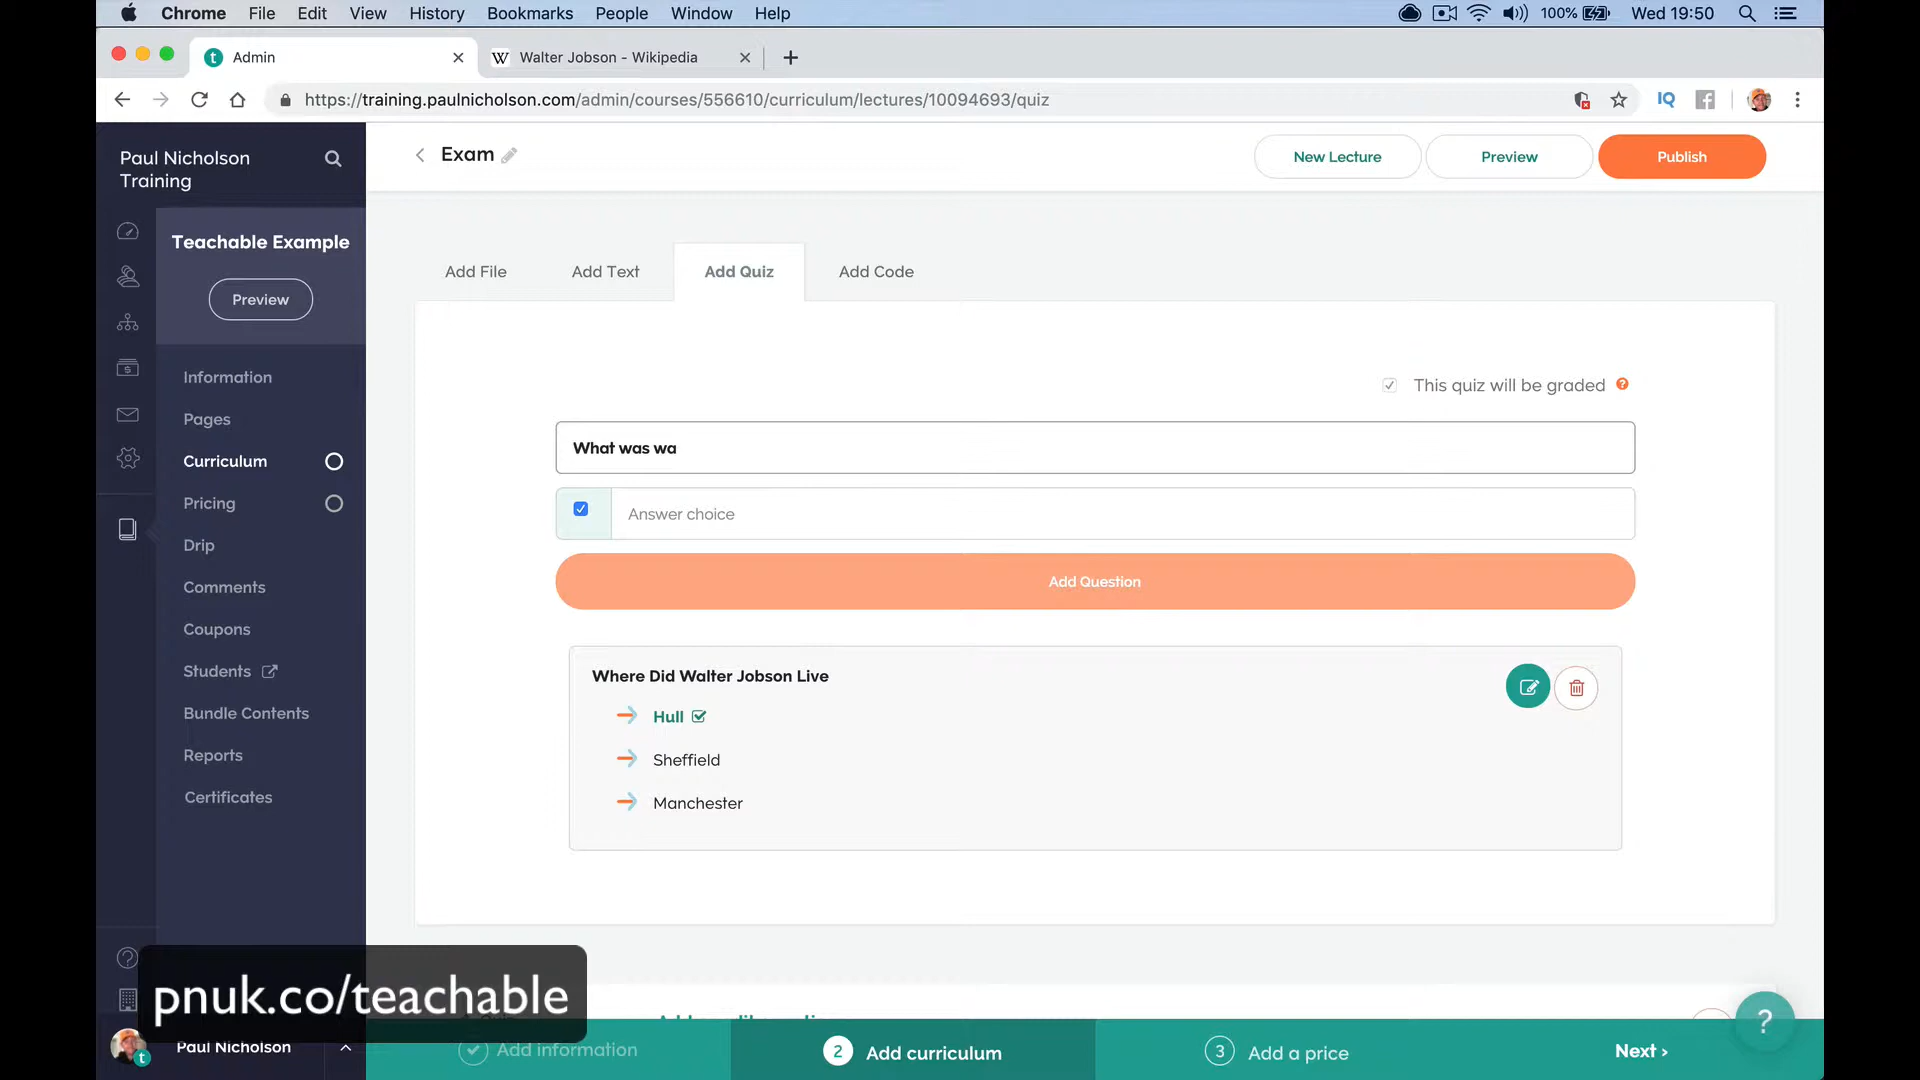 Chrome File Edit View History Bookmarks People Window Help 100% Wed 19:50
t Admin W Walter Jobson - Wikipedia
https://training.paulnicholson.com/admin/courses/556610/curriculum/lectures/10094693/quiz IQ
Paul Nicholson
Training
Exam
New Lecture Preview Publish
Teachable Example
Preview
Information
Pages
Curriculum
Pricing
Drip
Comments
Coupons
Students
Bundle Contents
Reports
Certificates
Add File Add Text Add Quiz Add Code
This quiz will be graded ?
What was wa
Answer choice
Add Question
Where Did Walter Jobson Live
Hull
Sheffield
Manchester
pnuk.co/teachable
Paul Nicholson
Add information
2 Add curriculum
3 Add a price
Next ›
?